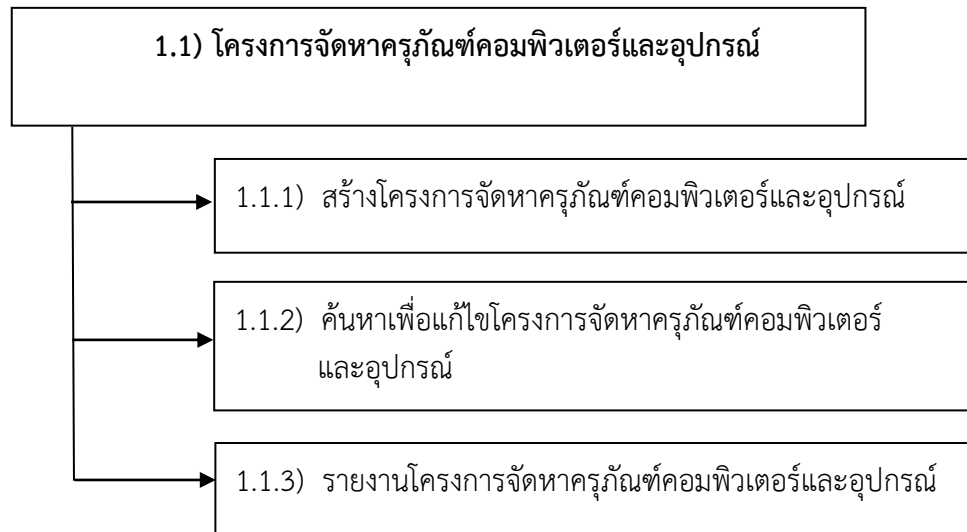 1.1) โครงการจัดหาครุภัณฑ์คอมพิวเตอร์และอุปกรณ์
1.1.1) สร้างโครงการจัดหาครุภัณฑ์คอมพิวเตอร์และอุปกรณ์
1.1.2) ค้นหาเพื่อแก้ไขโครงการจัดหาครุภัณฑ์คอมพิวเตอร์
และอุปกรณ์
1.1.3) รายงานโครงการจัดหาครุภัณฑ์คอมพิวเตอร์และอุปกรณ์